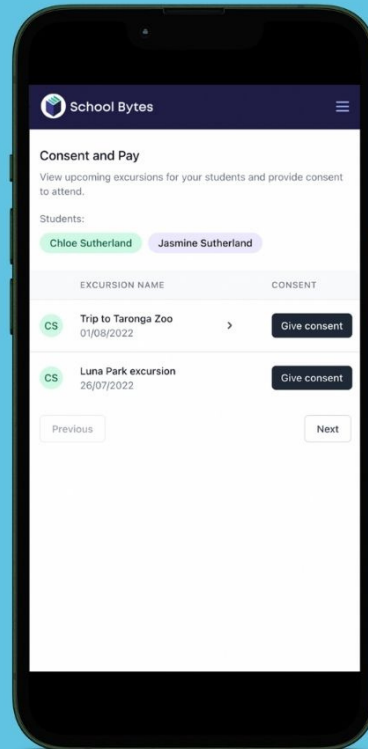 School Bytes
Consent and Pay
View upcoming excursions for your students and provide consent
to attend.
Students:
Chloe Sutherland Jasmine Sutherland
EXCURSION NAME CONSENT
CS Trip to Taronga Zoo > Give consent
01/08/2022
CS Luna Park excursion Give consent
26/07/2022
Previous Next